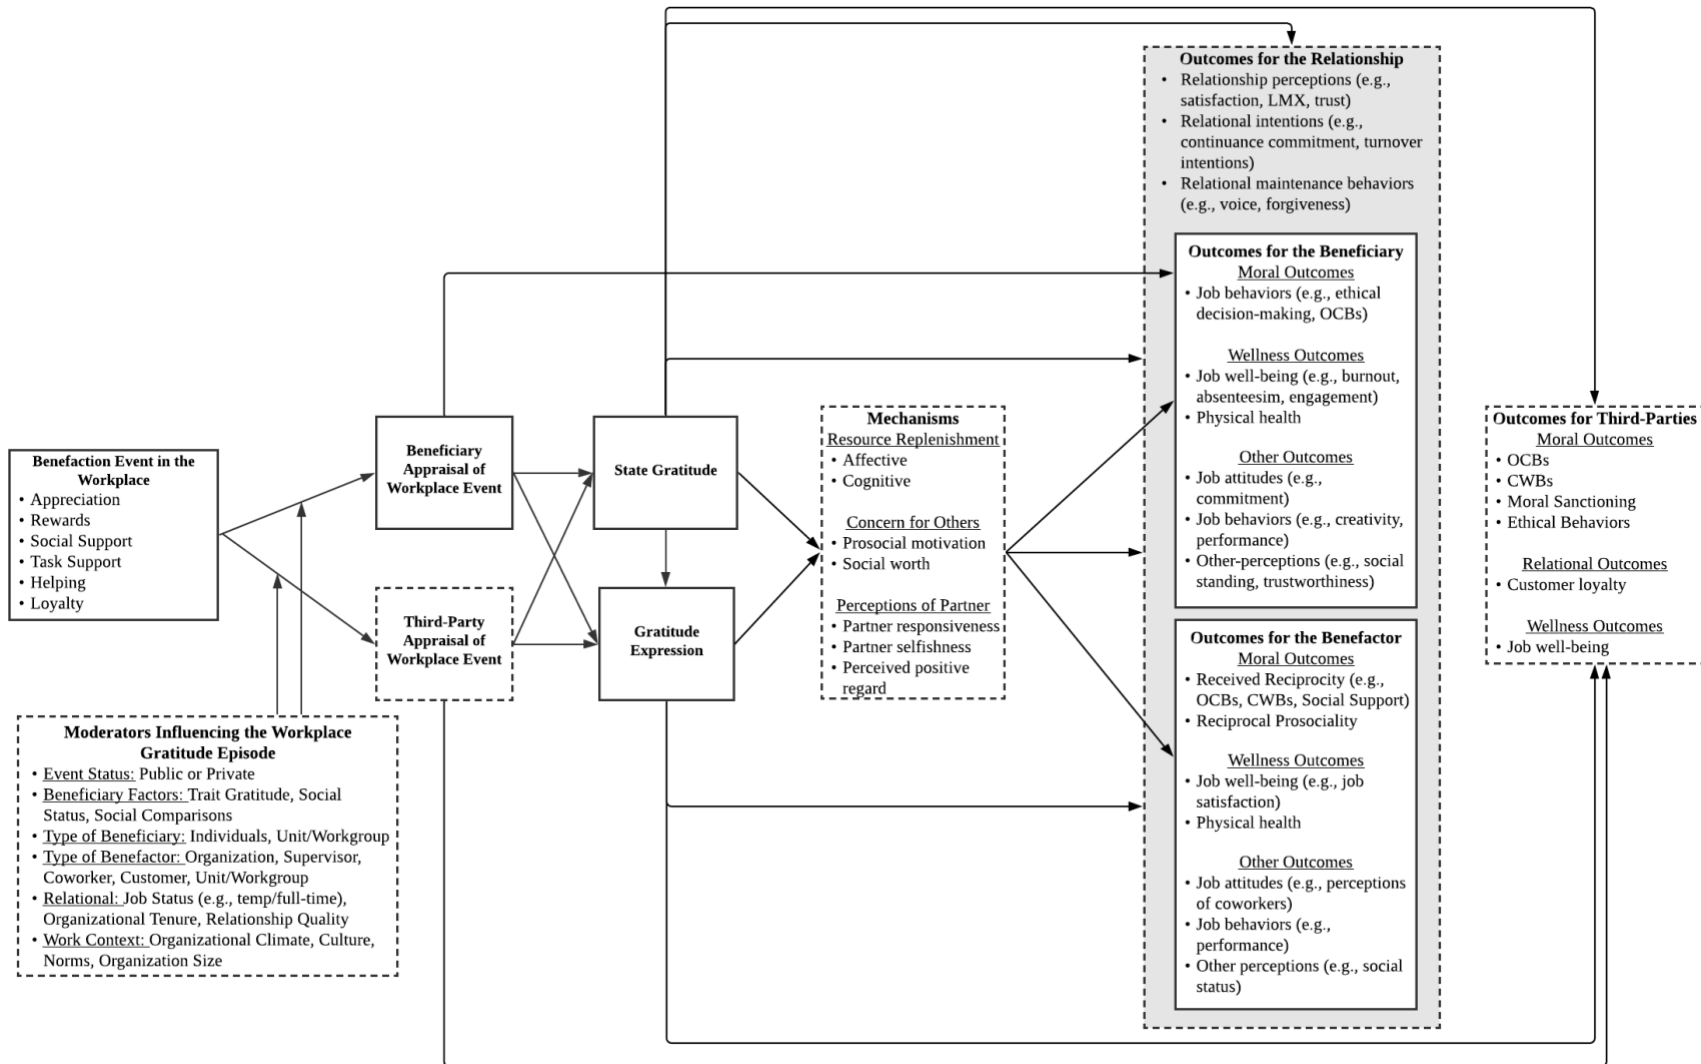 Benefaction Event in the
Workplace
• Appreciation
• Rewards
• Social Support
• Task Support
• Helping
• Loyalty
Moderators Influencing the Workplace
Gratitude Episode
• Event Status: Public or Private
• Beneficiary Factors: Trait Gratitude, Social
Status, Social Comparisons
• Type of Beneficiary: Individuals, Unit/Workgroup
• Type of Benefactor: Organization, Supervisor,
Coworker, Customer, Unit/Workgroup
• Relational: Job Status (e.g., temp/full-time),
Organizational Tenure, Relationship Quality
• Work Context: Organizational Climate, Culture,
Norms, Organization Size
Beneficiary
Appraisal of
Workplace Event
Third-Party
Appraisal of
Workplace Event
State Gratitude
Gratitude
Expression
Mechanisms
Resource Replenishment
• Affective
• Cognitive
Concern for Others
• Prosocial motivation
• Social worth
Perceptions of Partner
• Partner responsiveness
• Partner selfishness
• Perceived positive
regard
Outcomes for the Relationship
• Relationship perceptions (e.g.,
satisfaction, LMX, trust)
• Relational intentions (e.g.,
continuance commitment, turnover
intentions)
• Relational maintenance behaviors
(e.g., voice, forgiveness)
Outcomes for the Beneficiary
Moral Outcomes
• Job behaviors (e.g., ethical
decision-making, OCBs)
Wellness Outcomes
• Job well-being (e.g., burnout,
absenteesim, engagement)
• Physical health
Other Outcomes
• Job attitudes (e.g.,
commitment)
• Job behaviors (e.g., creativity,
performance)
• Other-perceptions (e.g., social
standing, trustworthiness)
Outcomes for the Benefactor
Moral Outcomes
• Received Reciprocity (e.g.,
OCBs, CWBs, Social Support)
• Reciprocal Prosociality
Wellness Outcomes
• Job well-being (e.g., job
satisfaction)
• Physical health
Other Outcomes
• Job attitudes (e.g., perceptions
of coworkers)
• Job behaviors (e.g.,
performance)
• Other perceptions (e.g., social
status)
Outcomes for Third-Parties
Moral Outcomes
• OCBs
• CWBs
• Moral Sanctioning
• Ethical Behaviors
Relational Outcomes
• Customer loyalty
Wellness Outcomes
• Job well-being